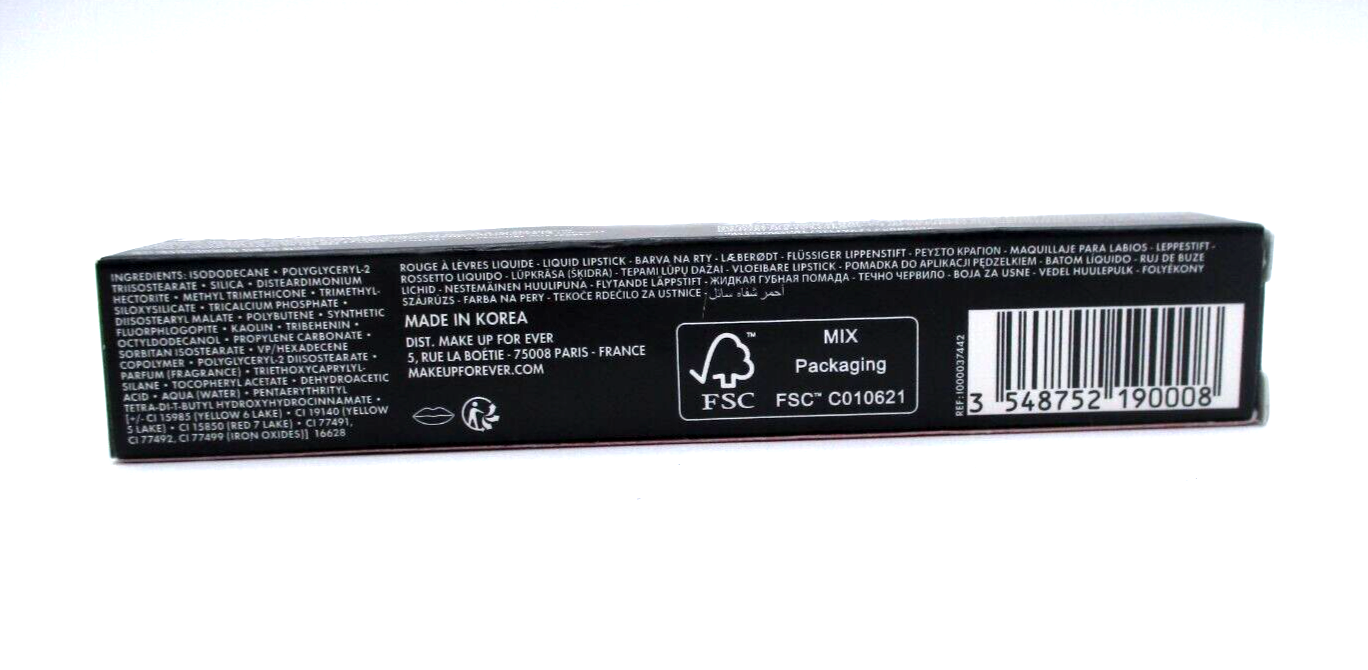 INGREDIENTS: ISODODECANE • POLYGLYCERYL-2
TRIISOSTEARATE • SILICA • DISTEARDIMONIUM
HECTORITE • METHYL TRIMETHICONE • TRIMETHYL-
SILOXYSILICATE • TRICALCIUM PHOSPHATE •
DIISOSTEARYL MALATE • POLYBUTENE • SYNTHETIC
FLUORPHLOGOPITE • KAOLIN • TRIBEHENIN •
OCTYLDODECANOL • PROPYLENE CARBONATE •
SORBITAN ISOSTEARATE • VP/HEXADECENE
COPOLYMER • POLYGLYCERYL-2 DIISOSTEARATE •
PARFUM (FRAGRANCE) • TRIETHOXYCAPRYLYL-
SILANE • TOCOPHERYL ACETATE • DEHYDROACETIC
ACID • AQUA (WATER) • PENTAERYTHRITYL
TETRA-DI-T-BUTYL HYDROXYHYDROCINNAMATE •
[+/- CI 15985 (YELLOW 6 LAKE) • CI 19140 (YELLOW
5 LAKE) • CI 15850 (RED 7 LAKE) • CI 77491,
CI 77492, CI 77499 (IRON OXIDES)] 16628
ROUGE À LÈVRES LIQUIDE - LIQUID LIPSTICK - BARVA NA RTY - LÆBERØDT - FLÜSSIGER LIPPENSTIFT - ΡΕΥΣΤΟ ΚΡΑΓΙΟΝ - MAQUILLAJE PARA LABIOS - LEPPESTIFT -
ROSSETTO LIQUIDO - LŪPKRĀSA (ŠĶIDRA) - TEPAMI LŪPŲ DAŽAI - VLOEIBARE LIPSTICK - POMADKA DO APLIKACJI PĘDZELKIEM - BATOM LÍQUIDO - RUJ DE BUZE
LICHID - NESTEMÄINEN HUULIPUNA - FLYTANDE LÄPPSTIFT - ЖИДКАЯ ГУБНАЯ ПОМАДА - ТЕЧНО ЧЕРВИЛО - BOJA ZA USNE - VEDEL HUULEPULK - FOLYÉKONY
SZÁJRÚZS - FARBA NA PERY - TEKOČE RDEČILO ZA USTNICE - أحمر شفاه سائل
MADE IN KOREA
DIST. MAKE UP FOR EVER
5, RUE LA BOÉTIE - 75008 PARIS - FRANCE
MAKEUPFOREVER.COM
FSC™
MIX
Packaging
FSC™ C010621
REF: I000037442
3 548752 190008